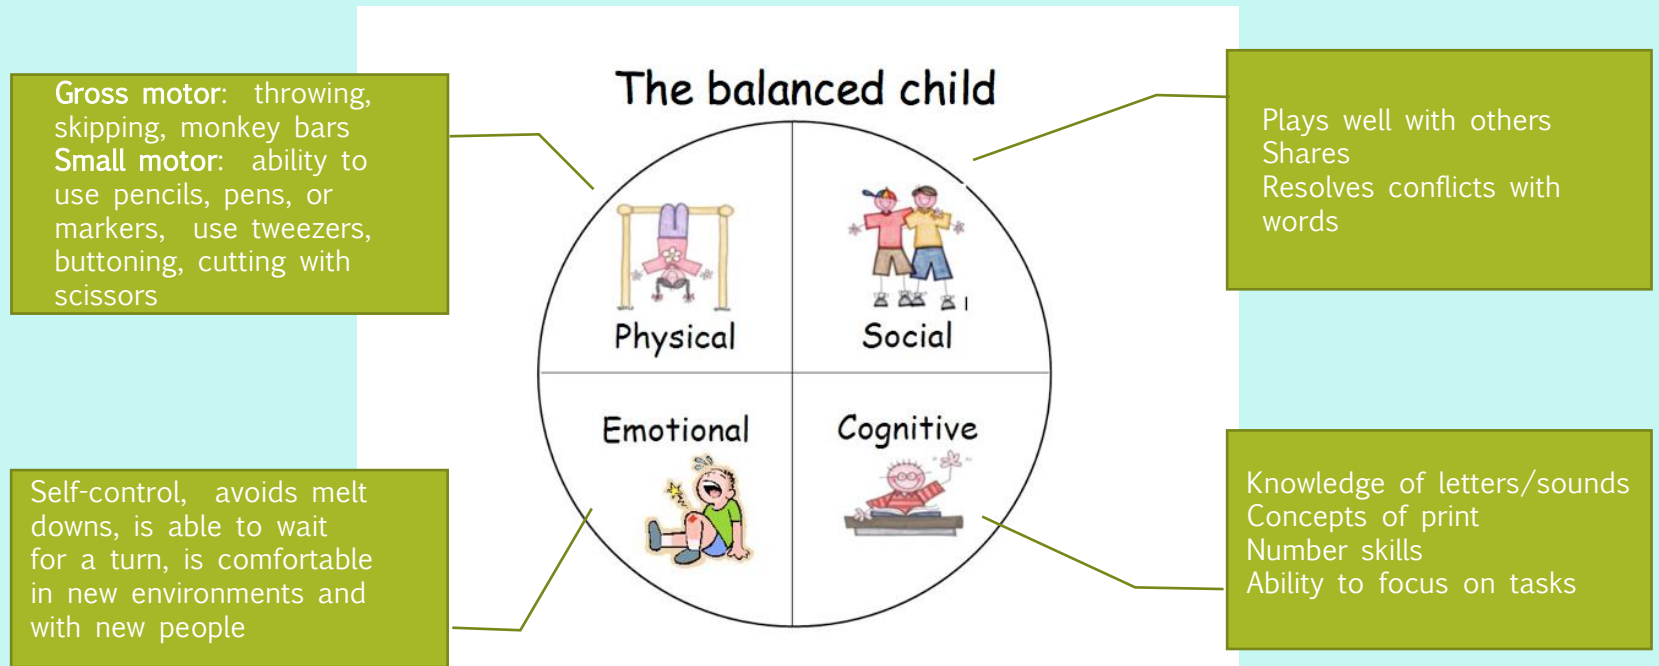 The balanced child
Gross motor: throwing,
skipping, monkey bars
Small motor: ability to
use pencils, pens, or
markers, use tweezers,
buttoning, cutting with
scissors
Plays well with others
Shares
Resolves conflicts with
words
Physical
Social
Emotional
Cognitive
Self-control, avoids melt
downs, is able to wait
for a turn, is comfortable
in new environments and
with new people
Knowledge of letters/sounds
Concepts of print
Number skills
Ability to focus on tasks